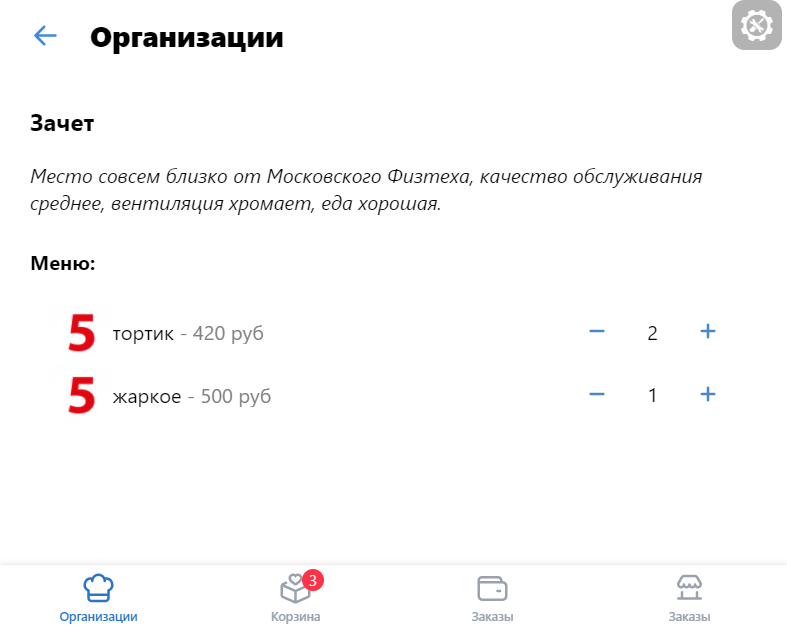 Организации
Зачет
Место совсем близко от Московского Физтеха, качество обслуживания
среднее, вентиляция хромает, еда хорошая.
Меню:
5 тортик - 420 руб − 2 +
5 жаркое - 500 руб − 1 +
3
Организации Корзина Заказы Заказы